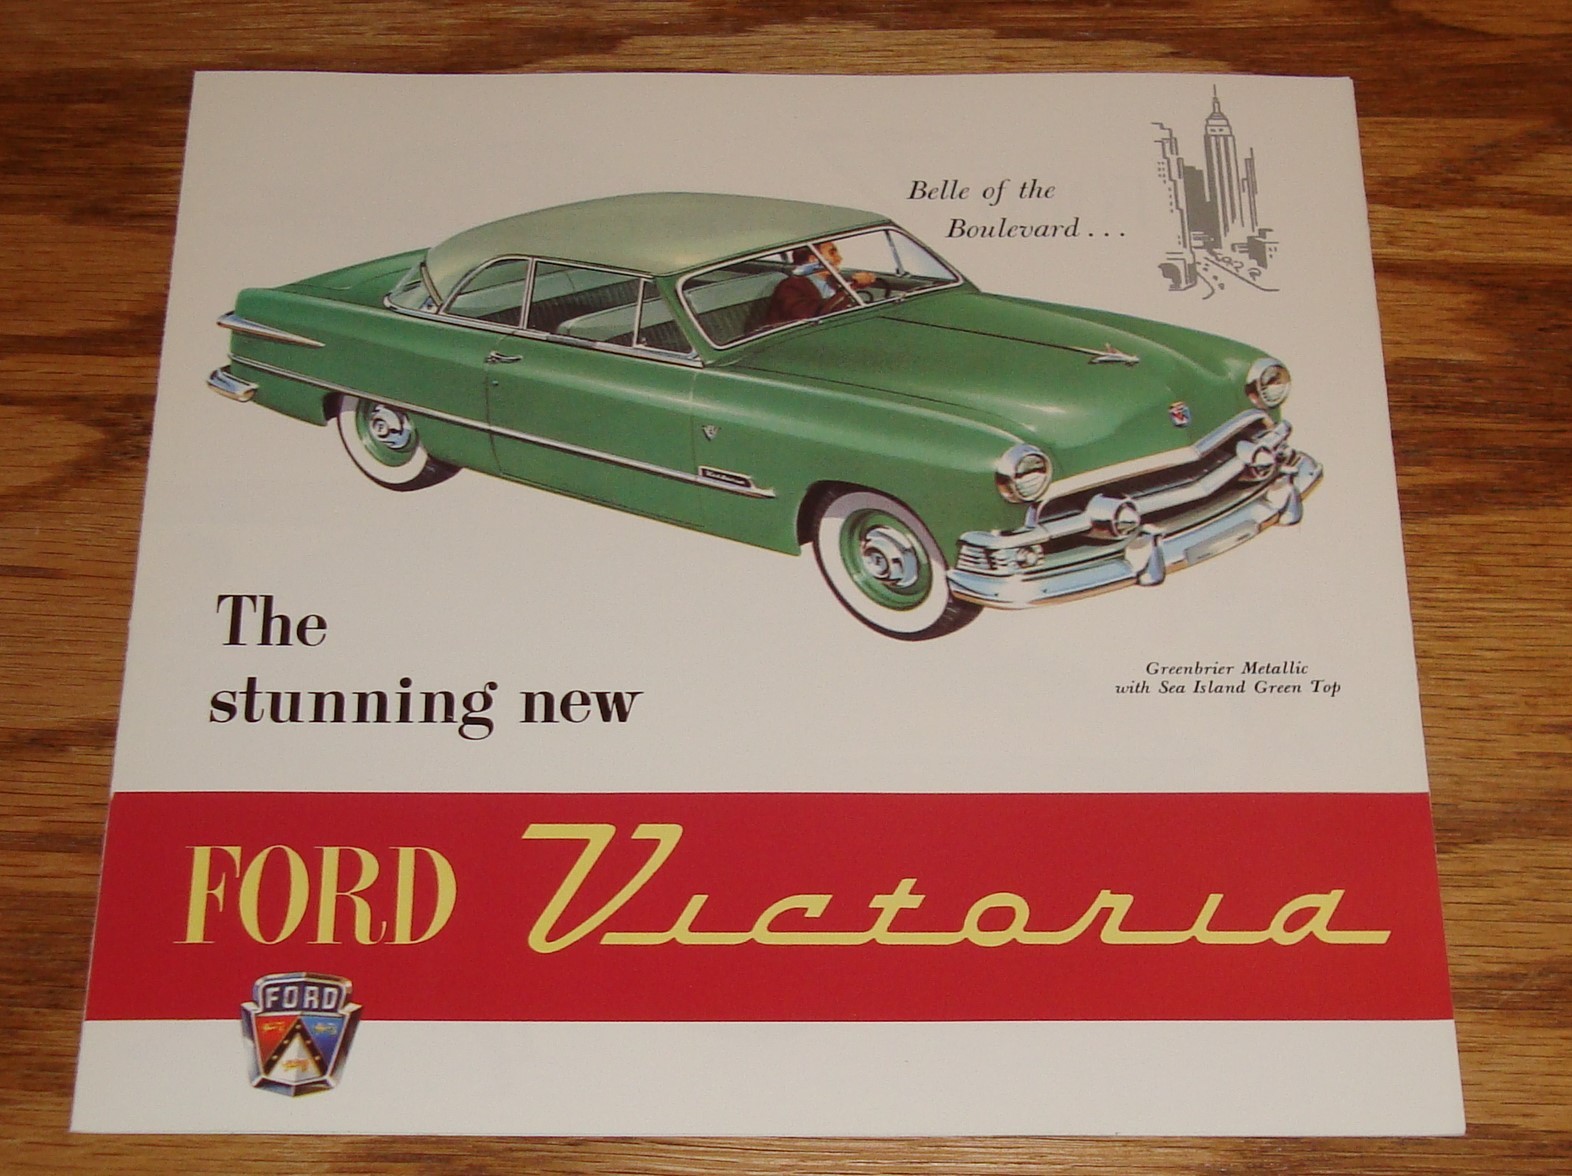 Belle of the
Boulevard...
The
stunning new
Greenbrier Metallic
with Sea Island Green Top
FORD Victoria
FORD